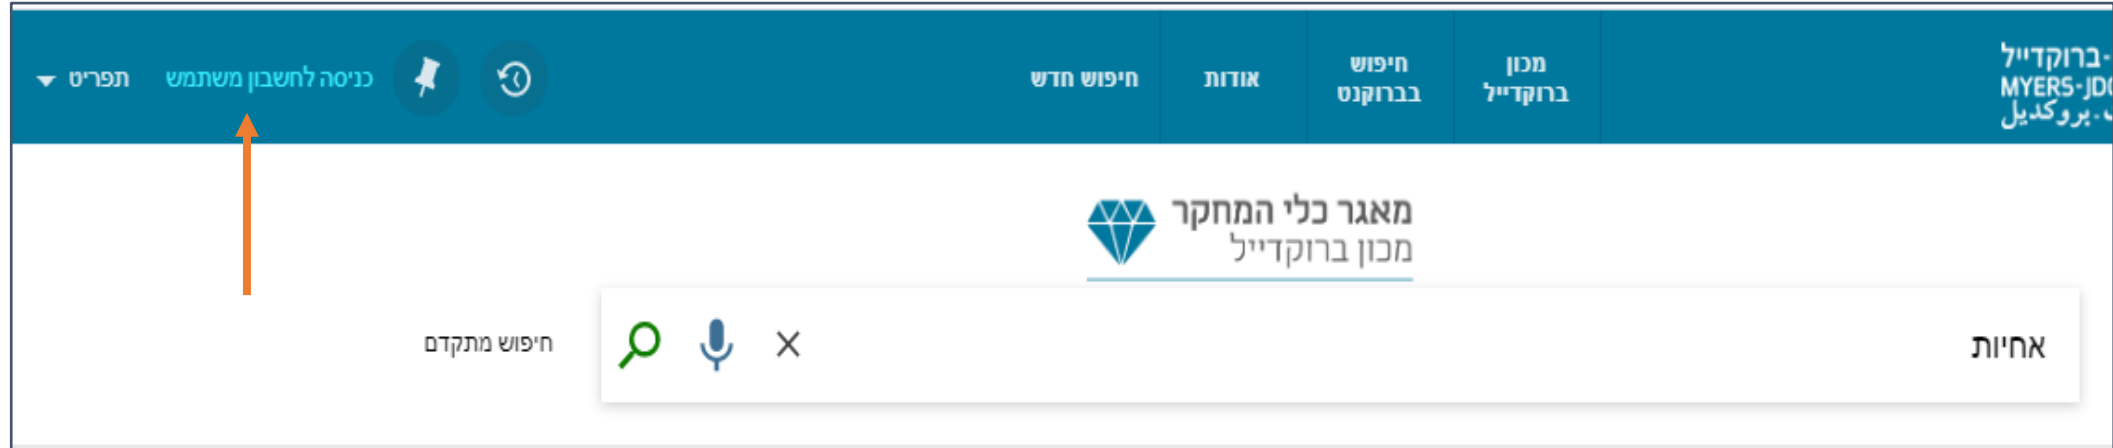 -ברוקדייל
MYERS-JDC
بروكديل
מכון
ברוקדייל
חיפוש
בברוקנט
אודות
חיפוש חדש
כניסה לחשבון משתמש
תפריט
מאגר כלי המחקר
מכון ברוקדייל
אחיות
חיפוש מתקדם